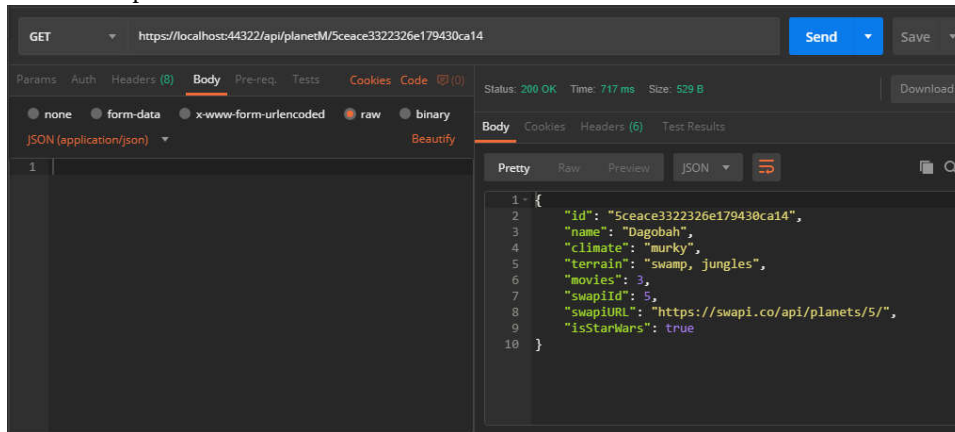 GET https://localhost:44322/api/planetM/5ceace3322326e179430ca14 Send Save
Params Auth Headers (8) Body Pre-req. Tests Cookies Code (0)
none form-data x-www-form-urlencoded raw binary
JSON (application/json) Beautify
1
Status: 200 OK Time: 717 ms Size: 529 B Download
Body Cookies Headers (6) Test Results
Pretty Raw Preview JSON
1 {
2 "id": "5ceace3322326e179430ca14",
3 "name": "Dagobah",
4 "climate": "murky",
5 "terrain": "swamp, jungles",
6 "movies": 3,
7 "swapiId": 5,
8 "swapiURL": "https://swapi.co/api/planets/5/",
9 "isStarWars": true
10 }